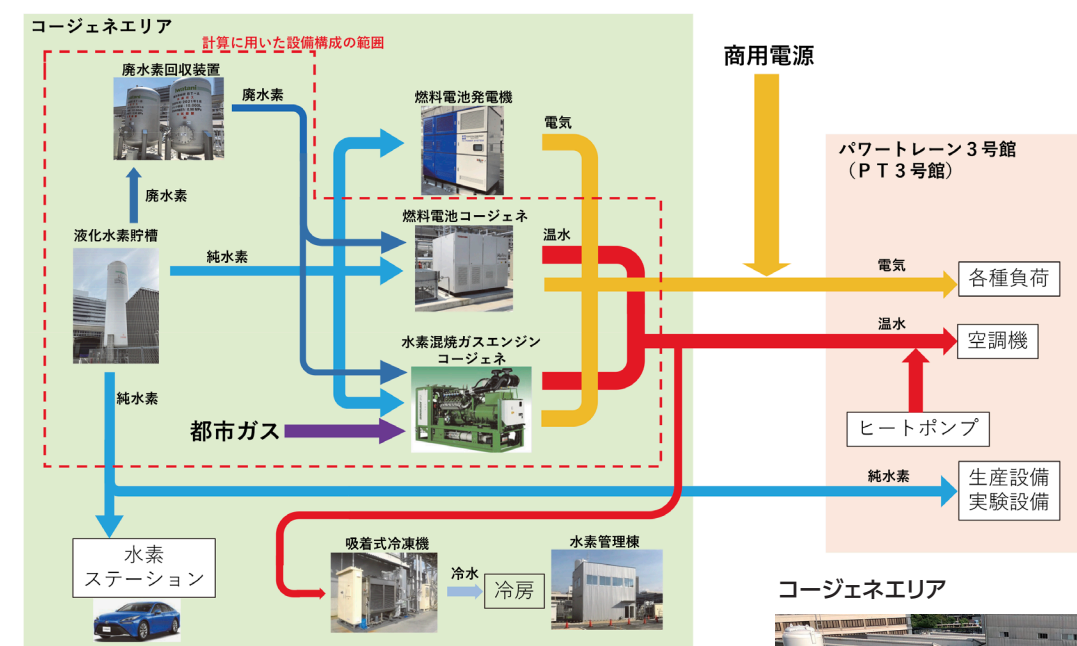 コージェネエリア
計算に用いた設備構成の範囲
廃水素回収装置
廃水素
燃料電池発電機
電気
商用電源
パワートレーン３号館
（ＰＴ３号館）
廃水素
液化水素貯槽
純水素
燃料電池コージェネ
温水
電気
各種負荷
水素混焼ガスエンジン
コージェネ
温水
空調機
純水素
都市ガス
ヒートポンプ
純水素
生産設備
実験設備
水素
ステーション
吸着式冷凍機
冷水
冷房
水素管理棟
コージェネエリア